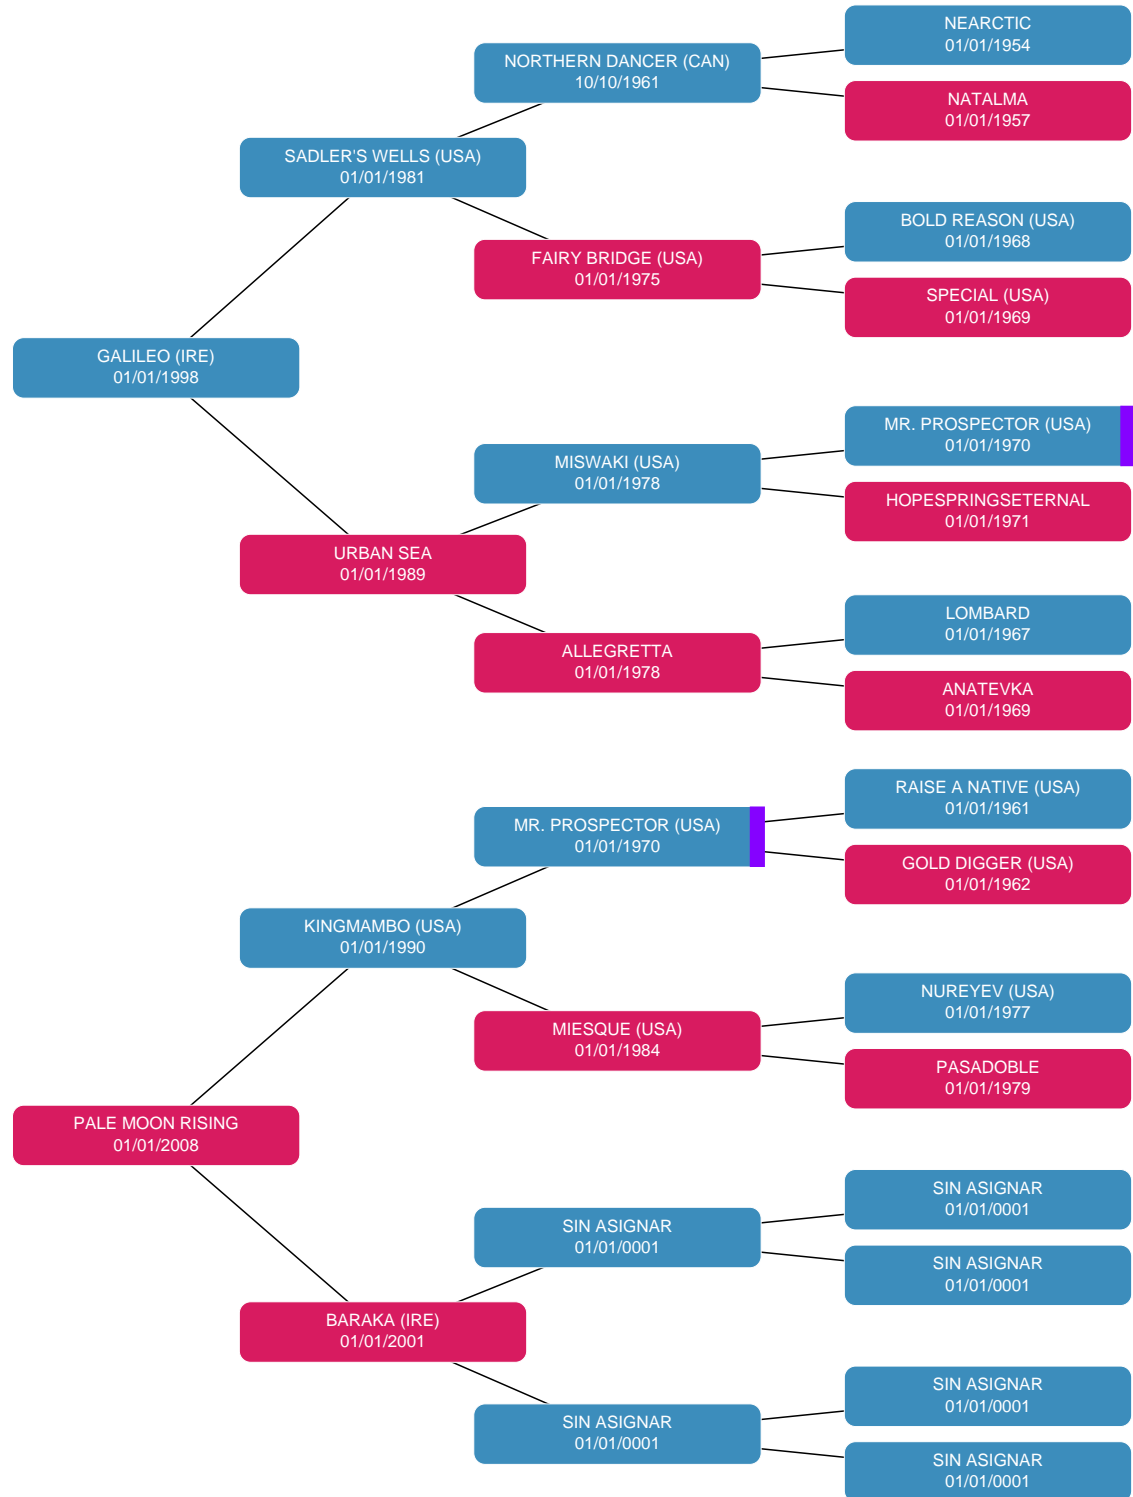 NEARCTIC
01/01/1954
NORTHERN DANCER (CAN)
10/10/1961
NATALMA
01/01/1957
SADLER'S WELLS (USA)
01/01/1981
BOLD REASON (USA)
01/01/1968
FAIRY BRIDGE (USA)
01/01/1975
SPECIAL (USA)
01/01/1969
GALILEO (IRE)
01/01/1998
MR. PROSPECTOR (USA)
01/01/1970
MISWAKI (USA)
01/01/1978
HOPESPRINGSETERNAL
01/01/1971
URBAN SEA
01/01/1989
LOMBARD
01/01/1967
ALLEGRETTA
01/01/1978
ANATEVKA
01/01/1969
RAISE A NATIVE (USA)
01/01/1961
MR. PROSPECTOR (USA)
01/01/1970
GOLD DIGGER (USA)
01/01/1962
KINGMAMBO (USA)
01/01/1990
NUREYEV (USA)
01/01/1977
MIESQUE (USA)
01/01/1984
PASADOBLE
01/01/1979
PALE MOON RISING
01/01/2008
SIN ASIGNAR
01/01/0001
SIN ASIGNAR
01/01/0001
SIN ASIGNAR
01/01/0001
BARAKA (IRE)
01/01/2001
SIN ASIGNAR
01/01/0001
SIN ASIGNAR
01/01/0001
SIN ASIGNAR
01/01/0001